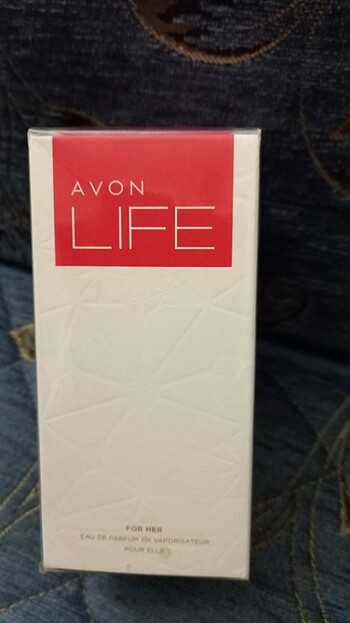 AVON
LIFE
FOR HER
EAU DE PARFUM EN VAPORISATEUR
POUR ELLE